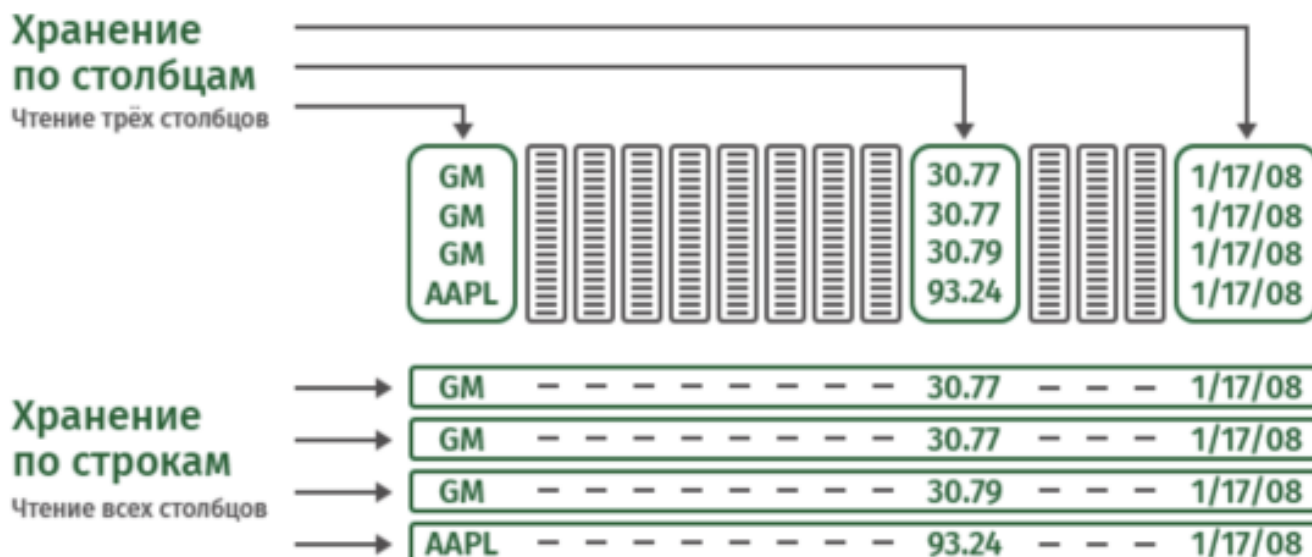 Хранение
по столбцам
Чтение трёх столбцов
GM 30.77 1/17/08
GM 30.77 1/17/08
GM 30.79 1/17/08
AAPL 93.24 1/17/08
Хранение
по строкам
Чтение всех столбцов
GM – – – – – – – – 30.77 – – – 1/17/08
GM – – – – – – – – 30.77 – – – 1/17/08
GM – – – – – – – – 30.79 – – – 1/17/08
AAPL – – – – – – – – 93.24 – – – 1/17/08